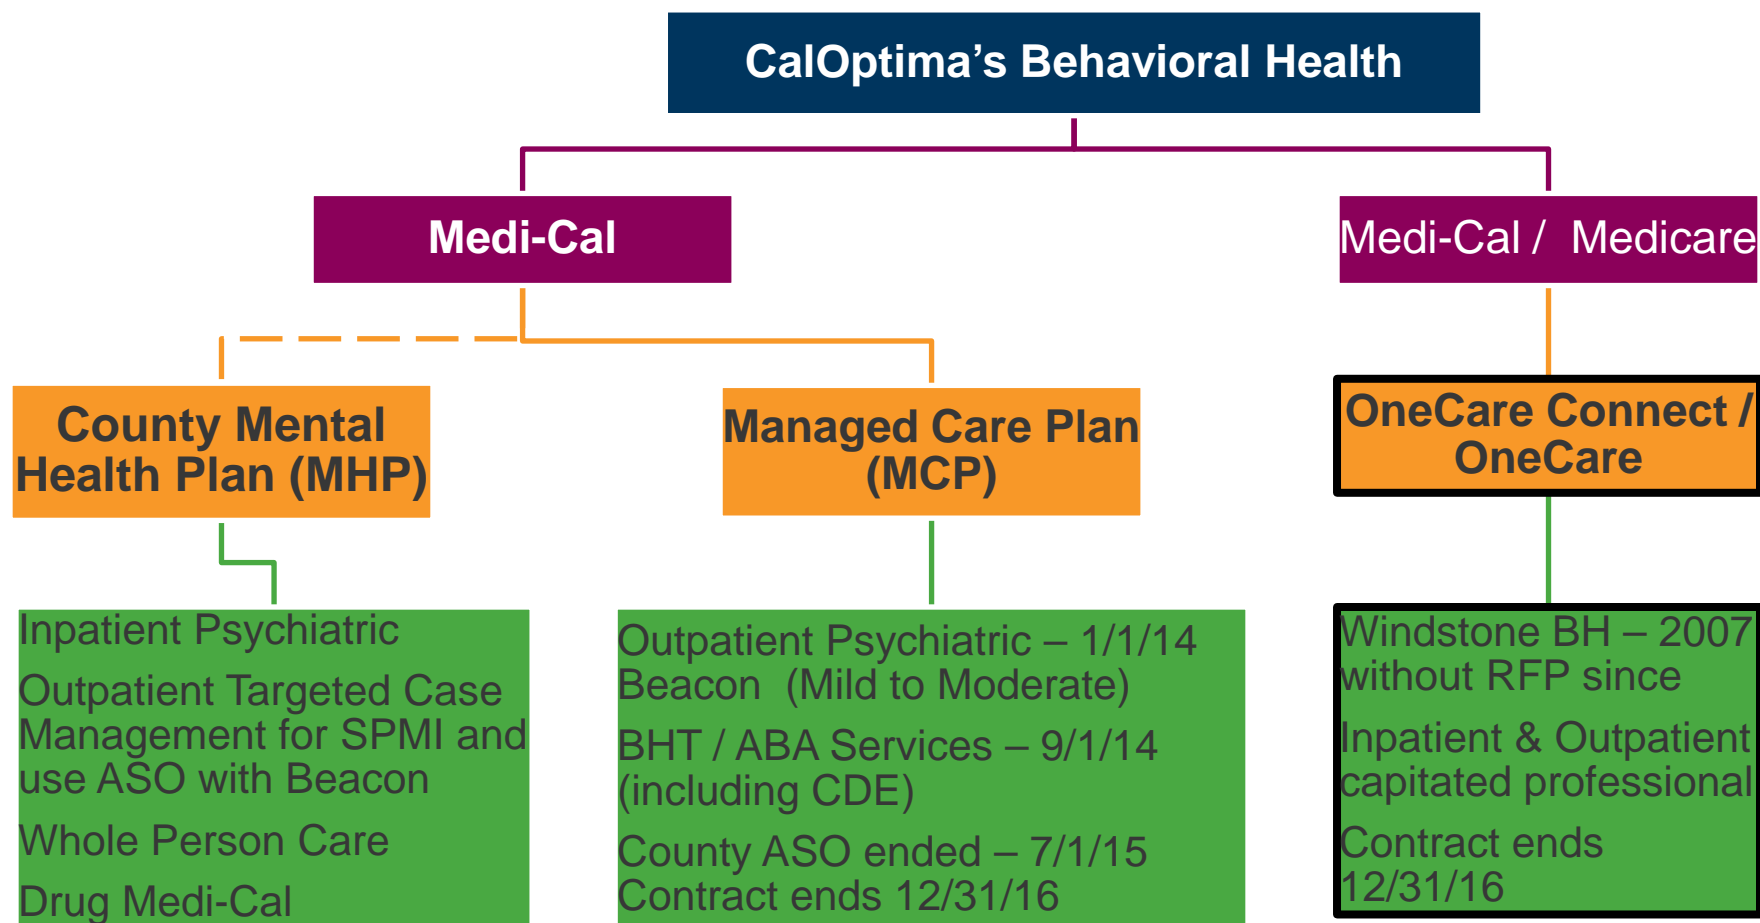 CalOptima’s Behavioral Health
Medi-Cal
Medi-Cal / Medicare
County Mental
Health Plan (MHP)
Managed Care Plan
(MCP)
OneCare Connect /
OneCare
Inpatient Psychiatric
Outpatient Targeted Case
Management for SPMI and
use ASO with Beacon
Whole Person Care
Drug Medi-Cal
Outpatient Psychiatric – 1/1/14
Beacon (Mild to Moderate)
BHT / ABA Services – 9/1/14
(including CDE)
County ASO ended – 7/1/15
Contract ends 12/31/16
Windstone BH – 2007
without RFP since
Inpatient & Outpatient
capitated professional
Contract ends
12/31/16